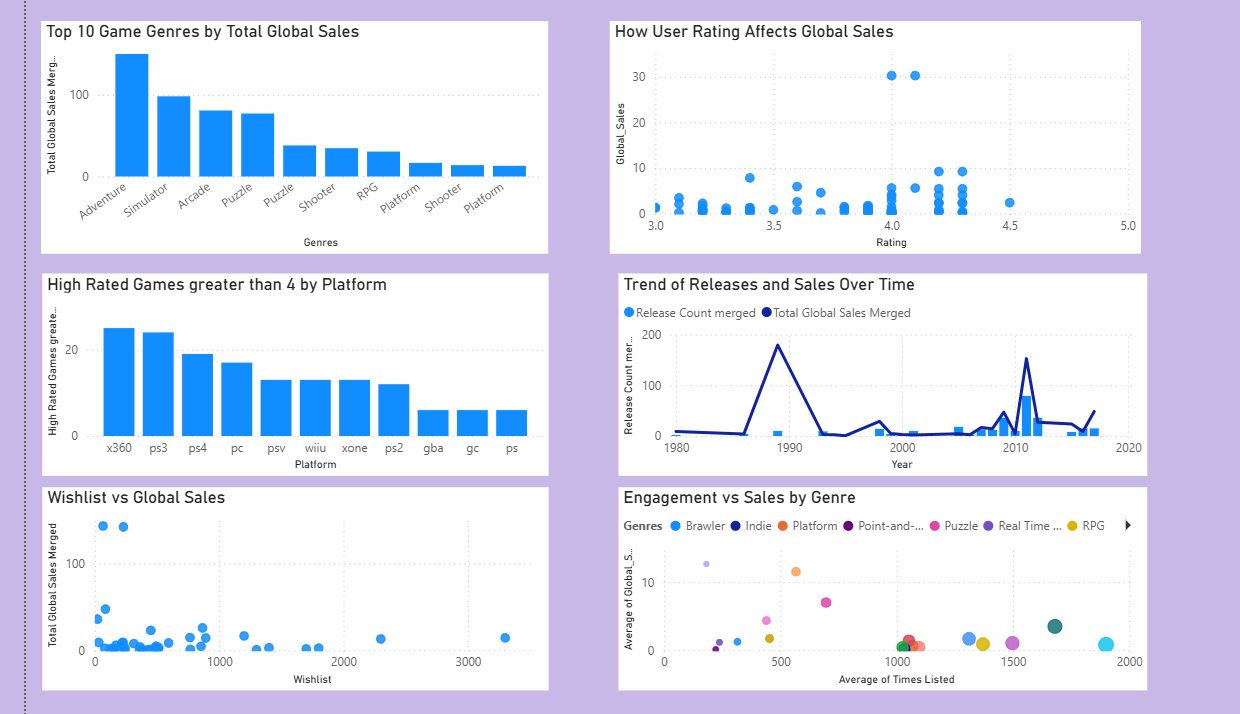 Top 10 Game Genres by Total Global Sales
Total Global Sales Merg...
100
0
Adventure
Simulator
Arcade
Puzzle
Puzzle
Shooter
RPG
Platform
Shooter
Platform
Genres
How User Rating Affects Global Sales
Global_Sales
30
20
10
0
3.0
3.5
4.0
4.5
5.0
Rating
High Rated Games greater than 4 by Platform
High Rated Games greate...
20
0
x360
ps3
ps4
pc
psv
wiiu
xone
ps2
gba
gc
ps
Platform
Trend of Releases and Sales Over Time
Release Count merged
Total Global Sales Merged
Release Count mer...
200
100
0
1980
1990
2000
2010
2020
Year
Wishlist vs Global Sales
Total Global Sales Merged
100
0
0
1000
2000
3000
Wishlist
Engagement vs Sales by Genre
Genres
Brawler
Indie
Platform
Point-and-...
Puzzle
Real Time ...
RPG
Average of Global_S...
10
0
0
500
1000
1500
2000
Average of Times Listed